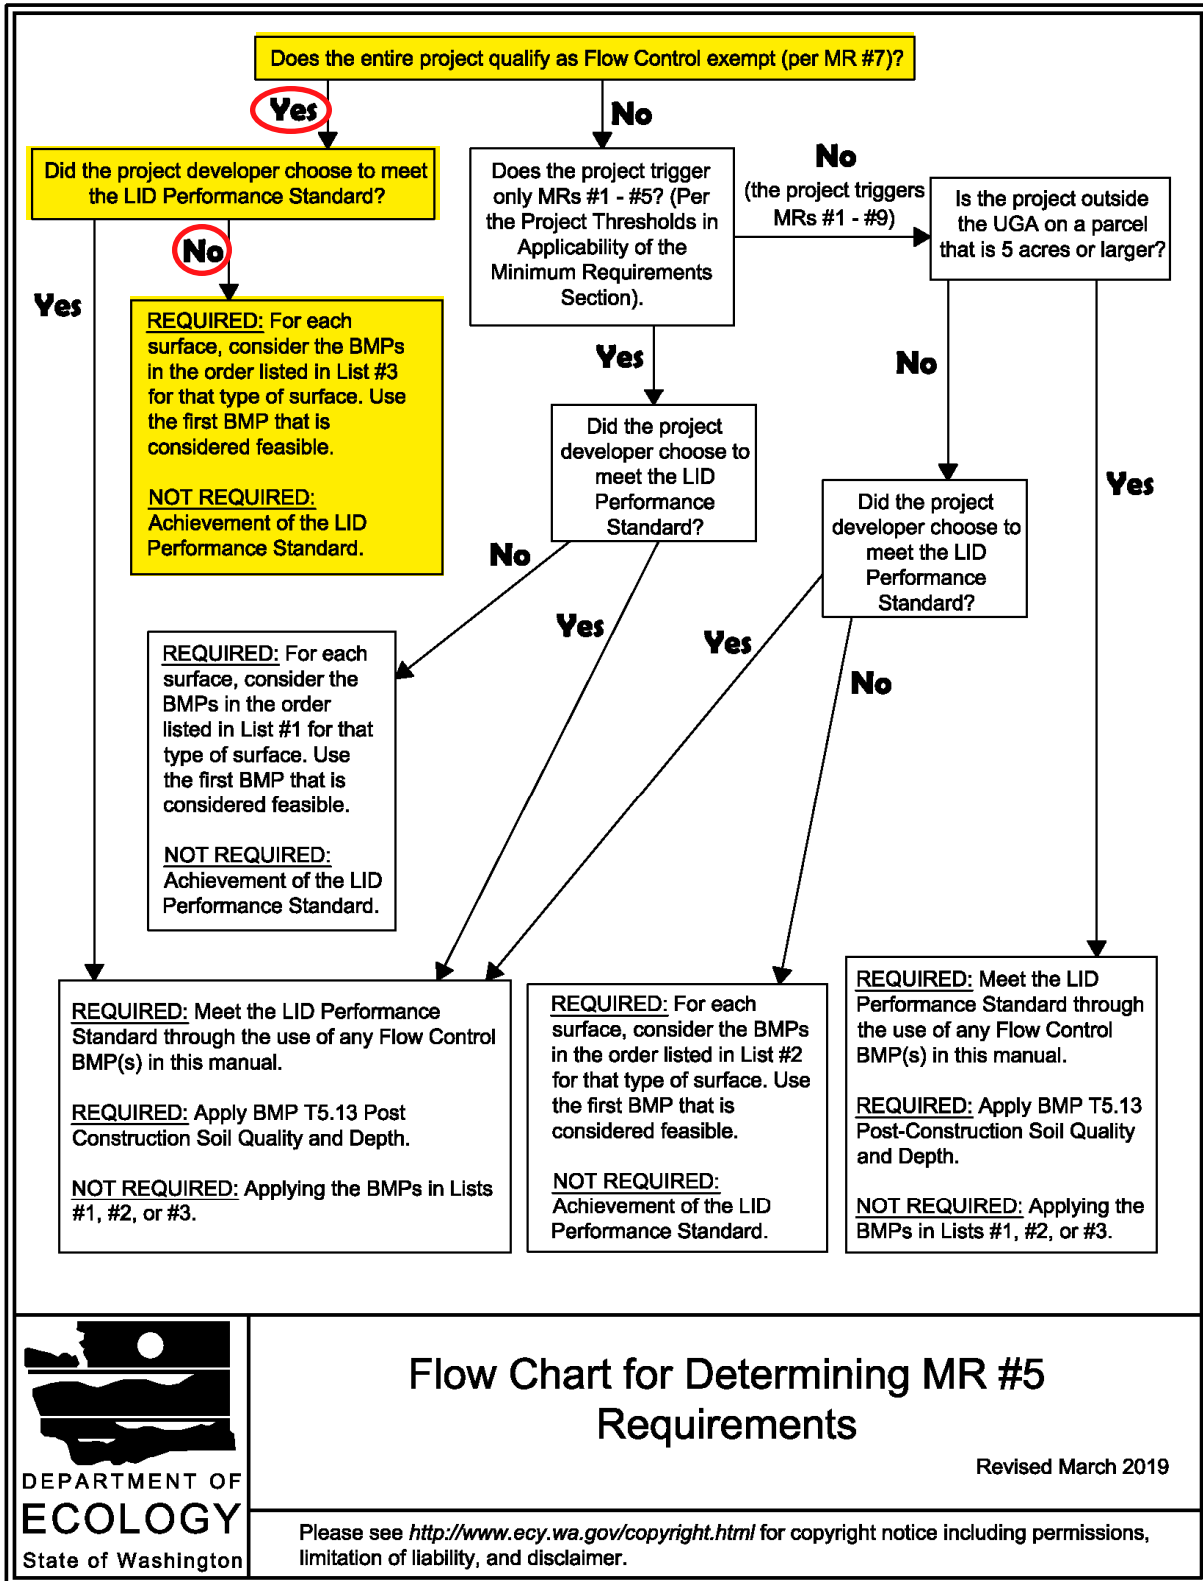 Does the entire project qualify as Flow Control exempt (per MR #7)?
Yes
No
Did the project developer choose to meet
the LID Performance Standard?
Does the project trigger
only MRs #1 - #5? (Per
the Project Thresholds in
Applicability of the
Minimum Requirements
Section).
No
(the project triggers
MRs #1 - #9)
Is the project outside
the UGA on a parcel
that is 5 acres or larger?
No
Yes
REQUIRED: For each
surface, consider the BMPs
in the order listed in List #3
for that type of surface. Use
the first BMP that is
considered feasible.
NOT REQUIRED:
Achievement of the LID
Performance Standard.
Yes
No
Did the project
developer choose to
meet the LID
Performance
Standard?
Yes
Did the project
developer choose to
meet the LID
Performance
Standard?
No
Yes
Yes
No
REQUIRED: For each
surface, consider the
BMPs in the order
listed in List #1 for that
type of surface. Use
the first BMP that is
considered feasible.
NOT REQUIRED:
Achievement of the LID
Performance Standard.
REQUIRED: Meet the LID Performance
Standard through the use of any Flow Control
BMP(s) in this manual.
REQUIRED: Apply BMP T5.13 Post
Construction Soil Quality and Depth.
NOT REQUIRED: Applying the BMPs in Lists
#1, #2, or #3.
REQUIRED: For each
surface, consider the BMPs
in the order listed in List #2
for that type of surface. Use
the first BMP that is
considered feasible.
NOT REQUIRED:
Achievement of the LID
Performance Standard.
REQUIRED: Meet the LID
Performance Standard through
the use of any Flow Control
BMP(s) in this manual.
REQUIRED: Apply BMP T5.13
Post-Construction Soil Quality
and Depth.
NOT REQUIRED: Applying the
BMPs in Lists #1, #2, or #3.
DEPARTMENT OF
ECOLOGY
State of Washington
Flow Chart for Determining MR #5
Requirements
Revised March 2019
Please see http://www.ecy.wa.gov/copyright.html for copyright notice including permissions,
limitation of liability, and disclaimer.